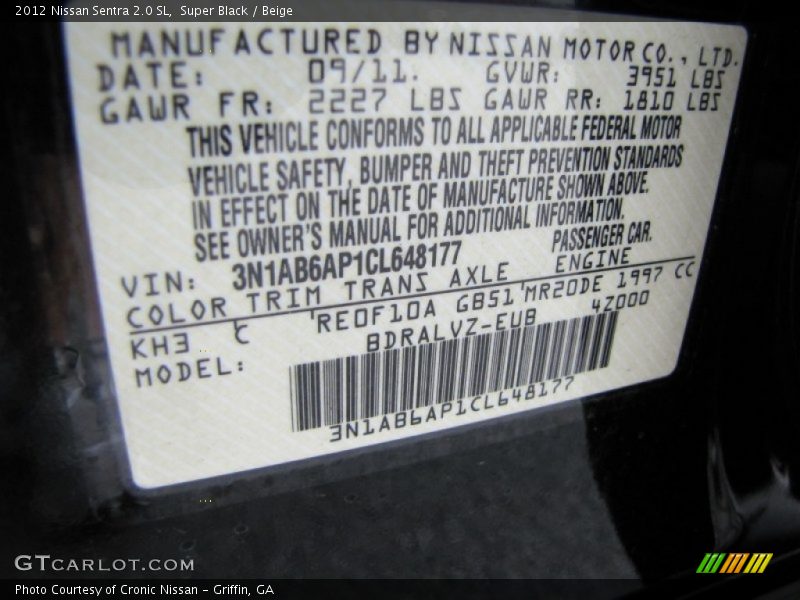 2012 Nissan Sentra 2.0 SL, Super Black / Beige
MANUFACTURED BY NISSAN MOTOR CO., LTD.
DATE: 09/11. GVWR: 3951 LBS
GAWR FR: 2227 LBS GAWR RR: 1810 LBS
THIS VEHICLE CONFORMS TO ALL APPLICABLE FEDERAL MOTOR
VEHICLE SAFETY, BUMPER AND THEFT PREVENTION STANDARDS
IN EFFECT ON THE DATE OF MANUFACTURE SHOWN ABOVE.
SEE OWNER'S MANUAL FOR ADDITIONAL INFORMATION.
VIN: 3N1AB6AP1CL648177 PASSENGER CAR.
COLOR TRIM TRANS AXLE ENGINE
KH3 C RE0F10A GB51 MR20DE 1997 CC
MODEL: BDRALVZ-EUB 42000
3N1AB6AP1CL648177
GTCARLOT.COM
Photo Courtesy of Cronic Nissan – Griffin, GA